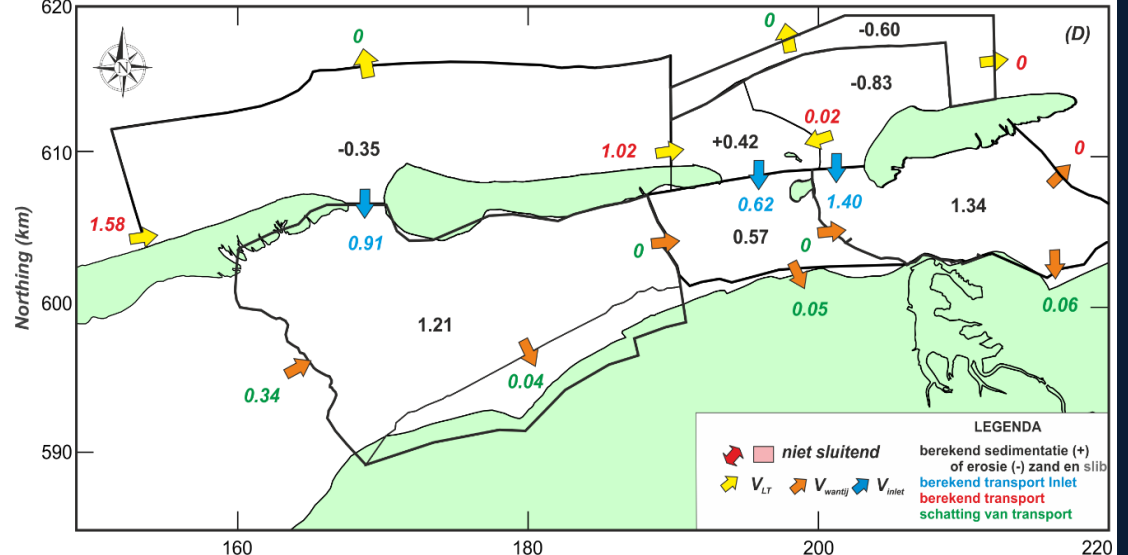 620
0
0
-0.60
(D)
0
-0.83
N
0.02
+0.42
610
-0.35
1.02
0
1.58
0.62
1.40
1.34
0.91
0.57
0
0
600
0.05
0.06
1.21
0.04
0.34
Northing (km)
590
LEGENDA
niet sluitend
berekend sedimentatie (+)
of erosie (-) zand en slib
V LT
V wantij
V inlet
berekend transport Inlet
berekend transport
schatting van transport
160
180
200
220